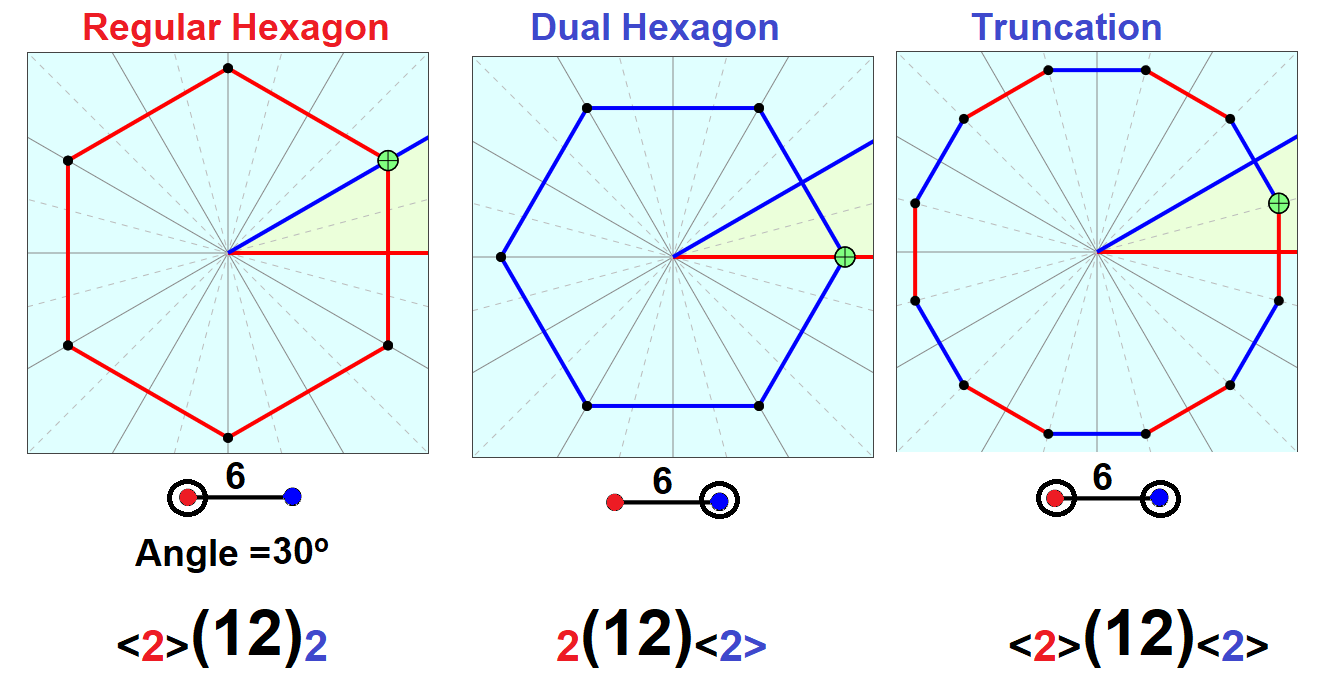 Regular Hexagon
Dual Hexagon
Truncation
6
6
6
Angle =30º
<2>(12)2
2(12)<2>
<2>(12)<2>